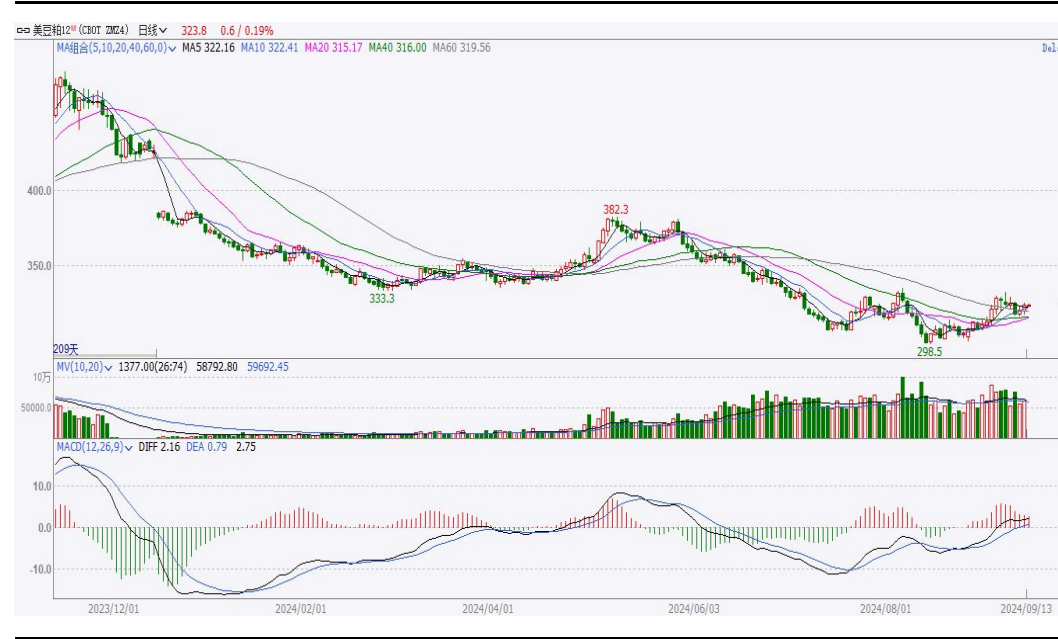 美豆粕12M (CBOT ZMZ4) 日线 323.8 0.6 / 0.19%
MA组合(5,10,20,40,60,0) MA5 322.16 MA10 322.41 MA20 315.17 MA40 316.00 MA60 319.56 Del
400.0
382.3
350.0
333.3
298.5
209天
MV(10,20) 1377.00(26:74) 58792.80 59692.45
10万
50000.0
MACD(12,26,9) DIFF 2.16 DEA 0.79 2.75
10.0
0.0
-10.0
2023/12/01 2024/02/01 2024/04/01 2024/06/03 2024/08/01 2024/09/13